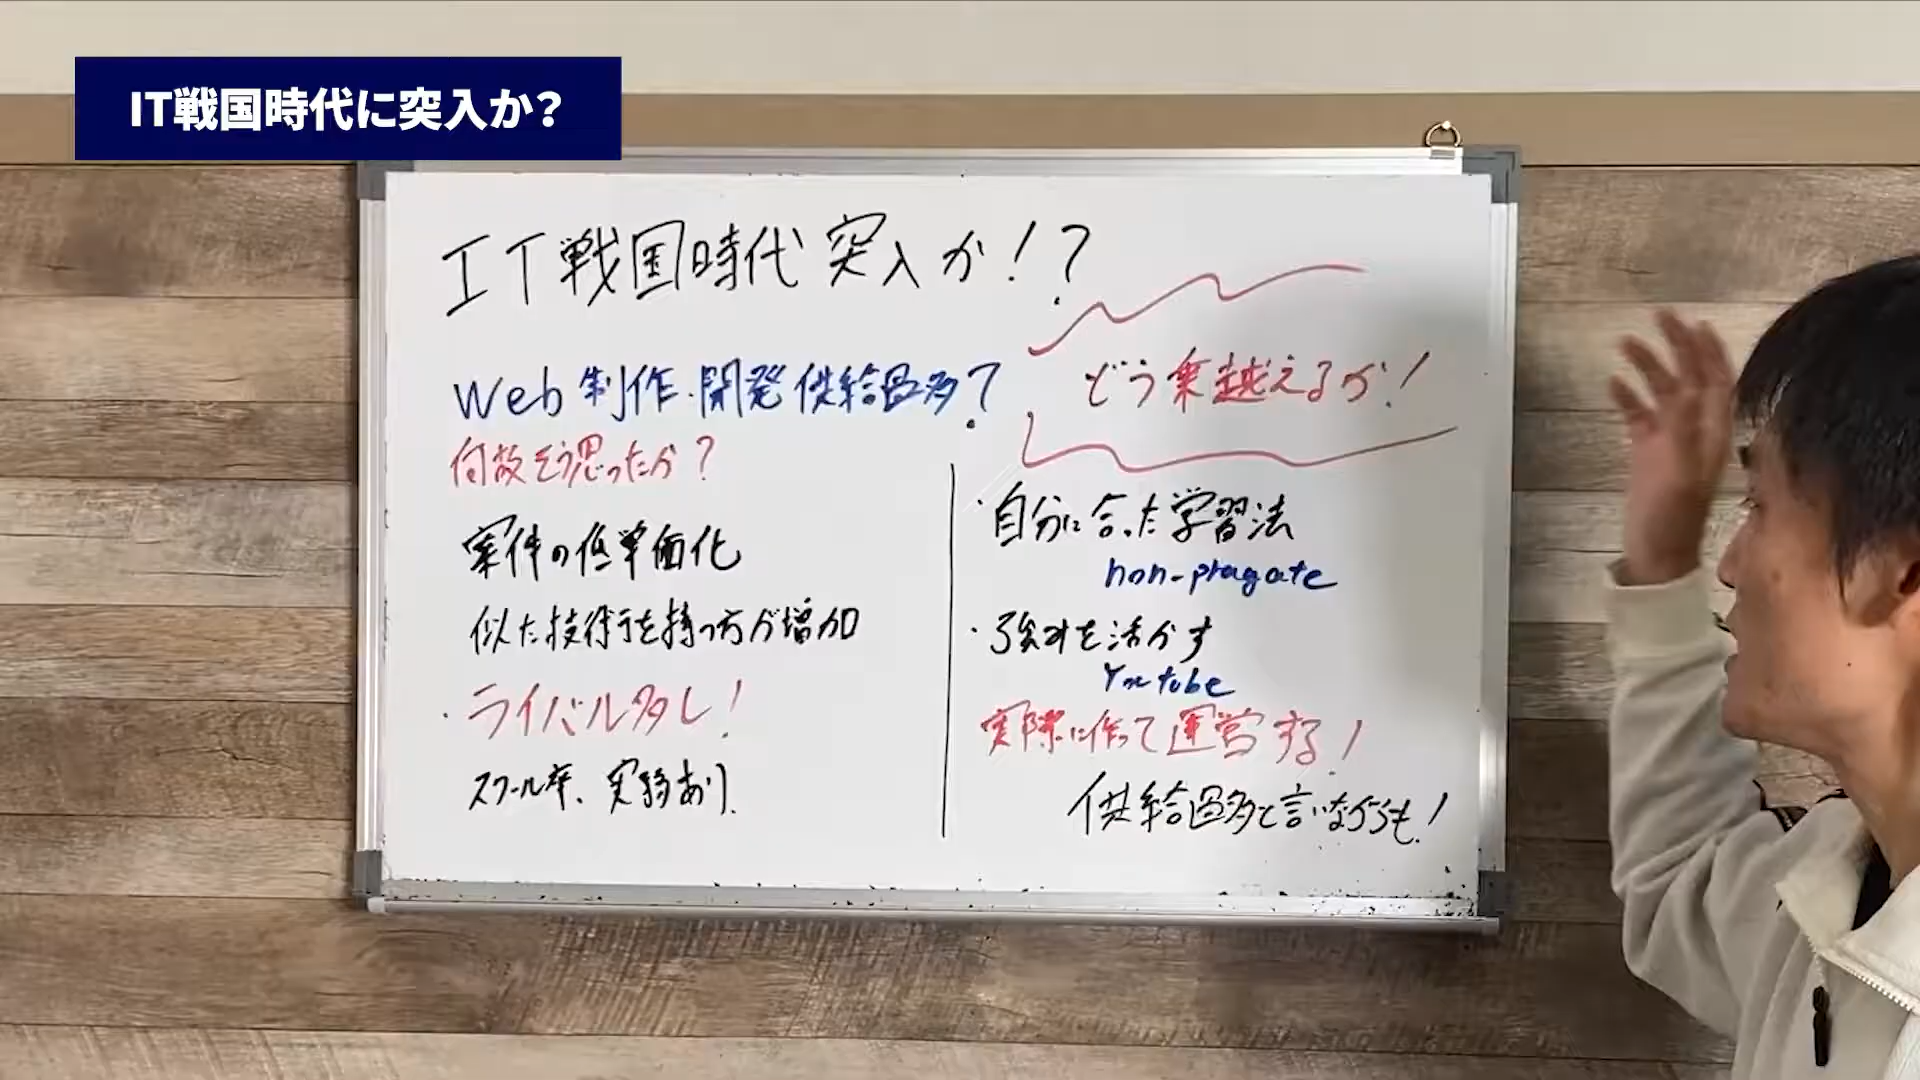 IT戦国時代に突入か？
IT戦国時代突入か！？
Web制作・開発供給過多？
何故そう思ったか？
案件の低単価化
似た技術を持つ方が増加
・ライバル多し！
スクール卒、実務あり。
どう乗越えるか！
・自分に合った学習法
non-pragate
・強みを活かす
Youtube
実際に作って運営する！
供給過多と言いながらも！